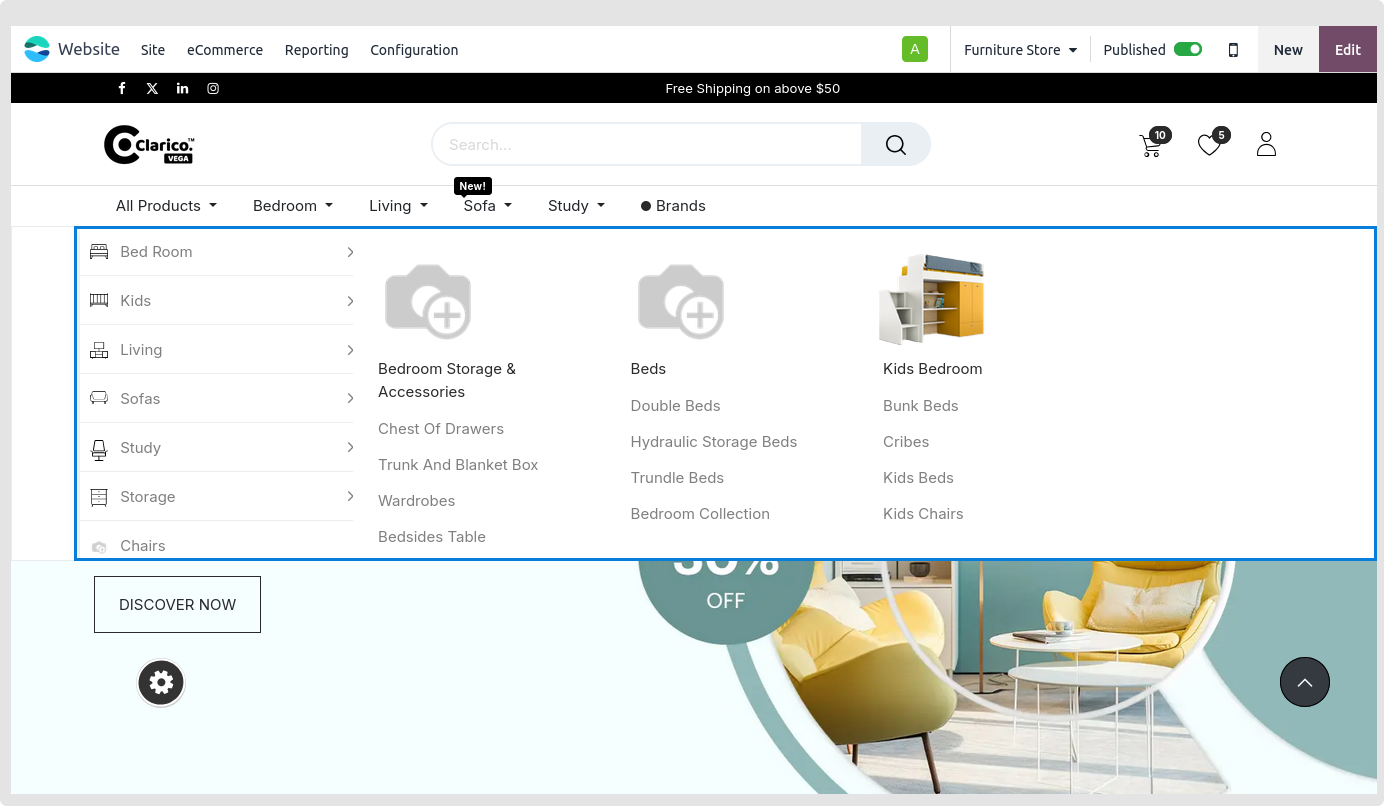 Website Site eCommerce Reporting Configuration A Furniture Store Published New Edit
Free Shipping on above $50
Clarico.™ VEGA Search... 10 5
New!
All Products Bedroom Living Sofa Study Brands
Bed Room
Kids
Living
Sofas
Study
Storage
Chairs
Bedroom Storage &
Accessories
Chest Of Drawers
Trunk And Blanket Box
Wardrobes
Bedsides Table
Beds
Double Beds
Hydraulic Storage Beds
Trundle Beds
Bedroom Collection
Kids Bedroom
Bunk Beds
Cribes
Kids Beds
Kids Chairs
OFF
DISCOVER NOW